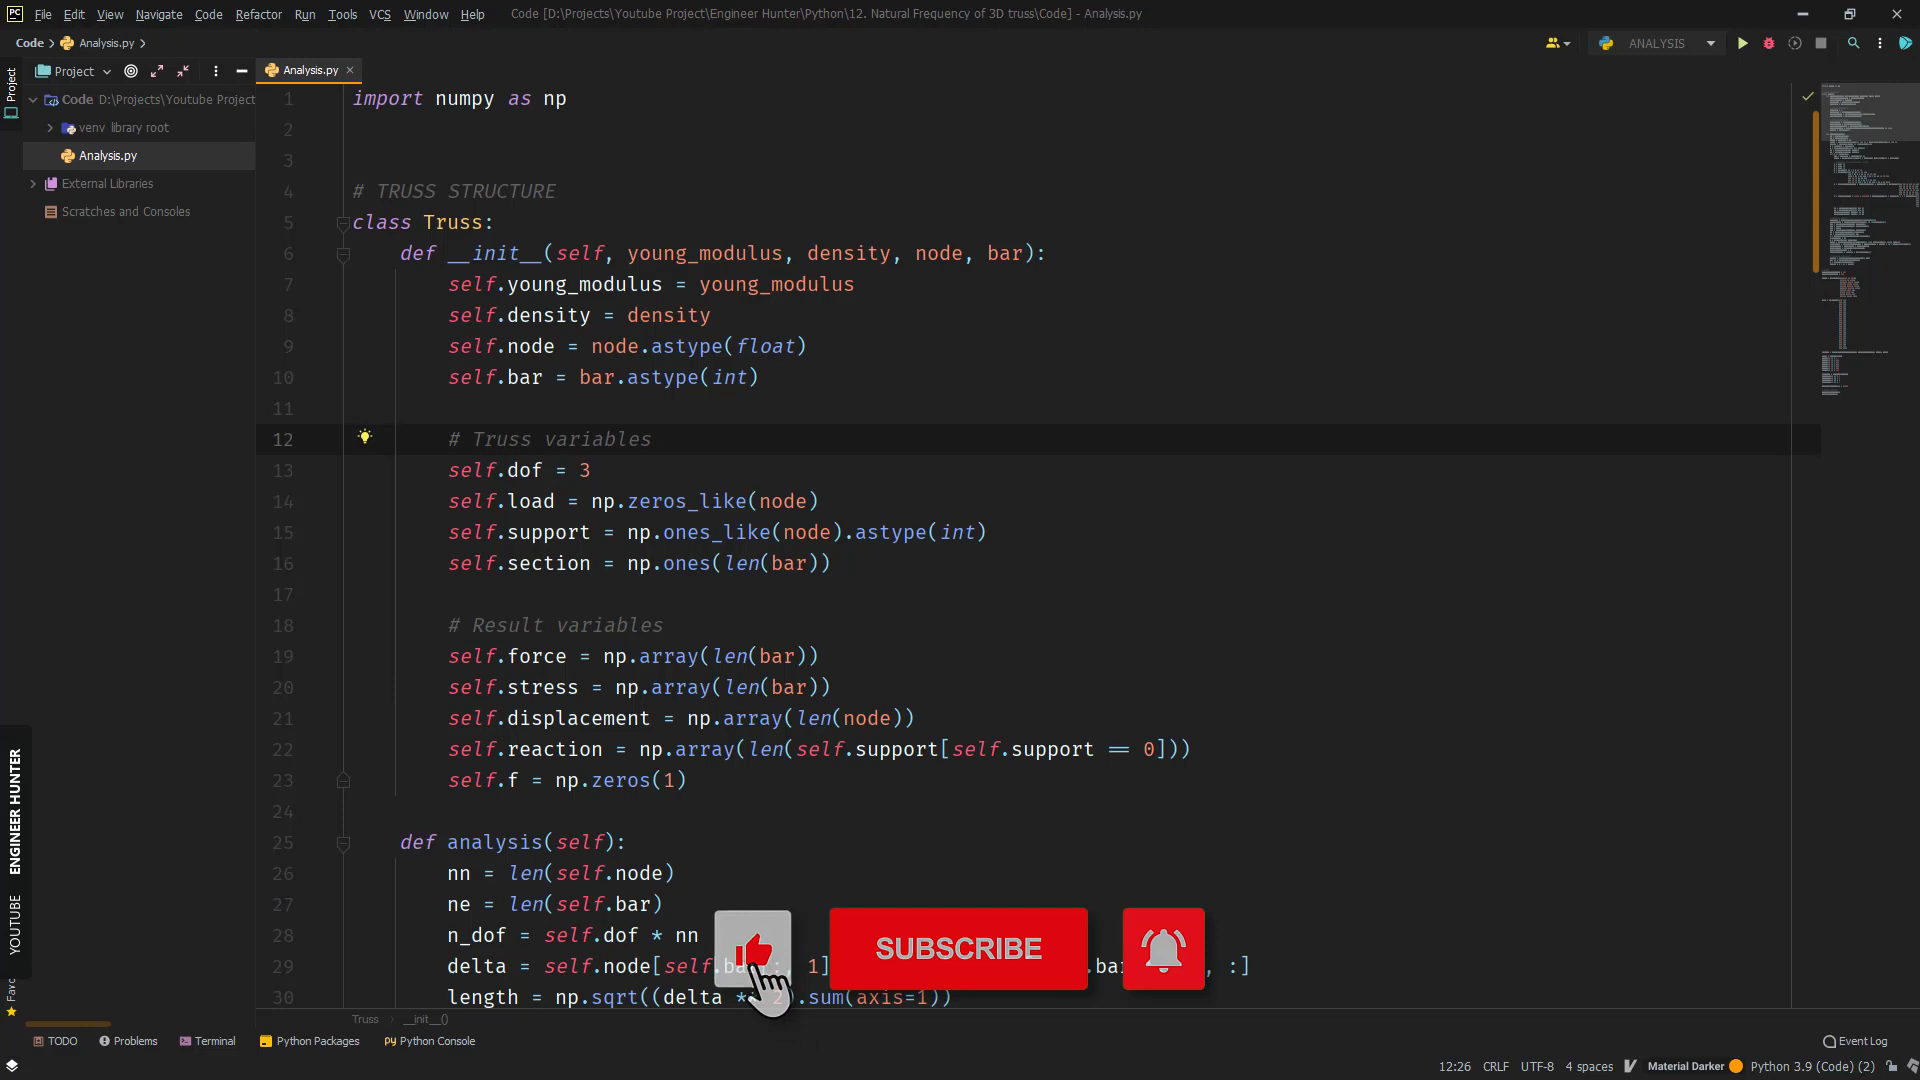 PC File Edit View Navigate Code Refactor Run Tools VCS Window Help Code [D:\Projects\Youtube Project\Engineer Hunter\Python\12. Natural Frequency of 3D truss\Code] - Analysis.py
Code Analysis.py ANALYSIS
Project Project Analysis.py
Code D:\Projects\Youtube Project
venv library root
Analysis.py
External Libraries
Scratches and Consoles
1 import numpy as np
2
3
4 # TRUSS STRUCTURE
5 class Truss:
6 def __init__(self, young_modulus, density, node, bar):
7 self.young_modulus = young_modulus
8 self.density = density
9 self.node = node.astype(float)
10 self.bar = bar.astype(int)
11
12 # Truss variables
13 self.dof = 3
14 self.load = np.zeros_like(node)
15 self.support = np.ones_like(node).astype(int)
16 self.section = np.ones(len(bar))
17
18 # Result variables
19 self.force = np.array(len(bar))
20 self.stress = np.array(len(bar))
21 self.displacement = np.array(len(node))
22 self.reaction = np.array(len(self.support[self.support == 0]))
23 self.f = np.zeros(1)
24
25 def analysis(self):
26 nn = len(self.node)
27 ne = len(self.bar)
28 n_dof = self.dof * nn
29 delta = self.node[self.ba :, 1] .bar , :]
30 length = np.sqrt((delta ** 2).sum(axis=1))
SUBSCRIBE
YOUTUBE ENGINEER HUNTER
Favo
Truss __init__()
TODO Problems Terminal Python Packages Python Console Event Log
12:26 CRLF UTF-8 4 spaces Material Darker Python 3.9 (Code) (2)